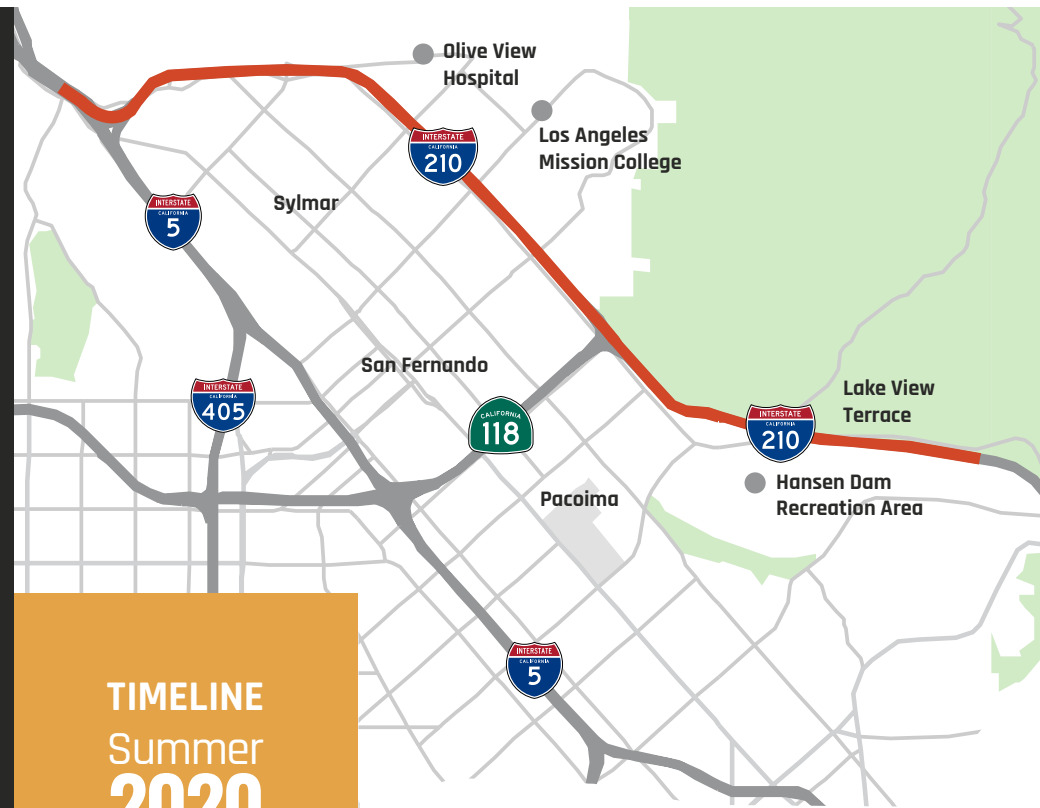 Olive View
Hospital
Los Angeles
Mission College
INTERSTATE
CALIFORNIA
210
Sylmar
INTERSTATE
CALIFORNIA
5
San Fernando
INTERSTATE
CALIFORNIA
405
CALIFORNIA
118
Lake View
Terrace
INTERSTATE
CALIFORNIA
210
Hansen Dam
Recreation Area
Pacoima
INTERSTATE
CALIFORNIA
5
TIMELINE
Summer
2020